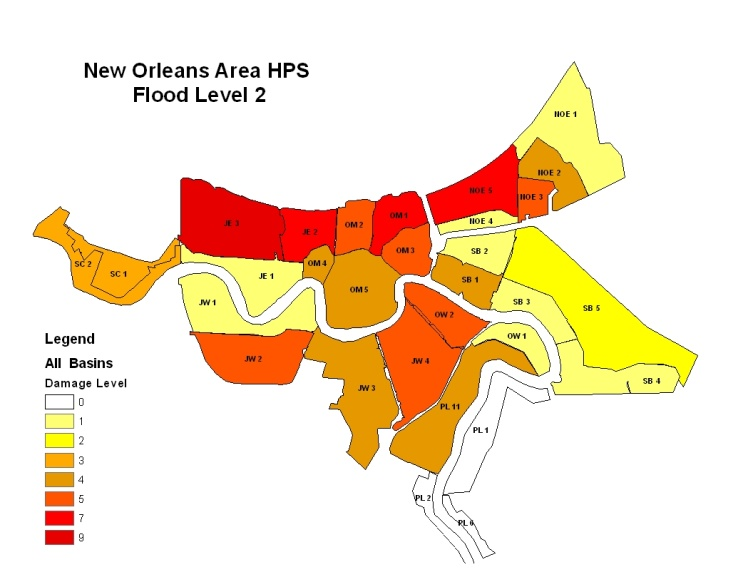 New Orleans Area HPS
Flood Level 2
NOE 1
NOE 2
NOE 5
NOE 3
NOE 4
JE 3
JE 2
OM 2
OM 1
OM 3
OM 4
OM 5
SB 2
SB 1
SC 2
SC 1
JE 1
JW 1
SB 3
SB 5
OW 2
OW 1
JW 2
JW 4
JW 3
SB 4
PL 11
PL 1
PL 2
PL 6
Legend
All Basins
Damage Level
0
1
2
3
4
5
7
9